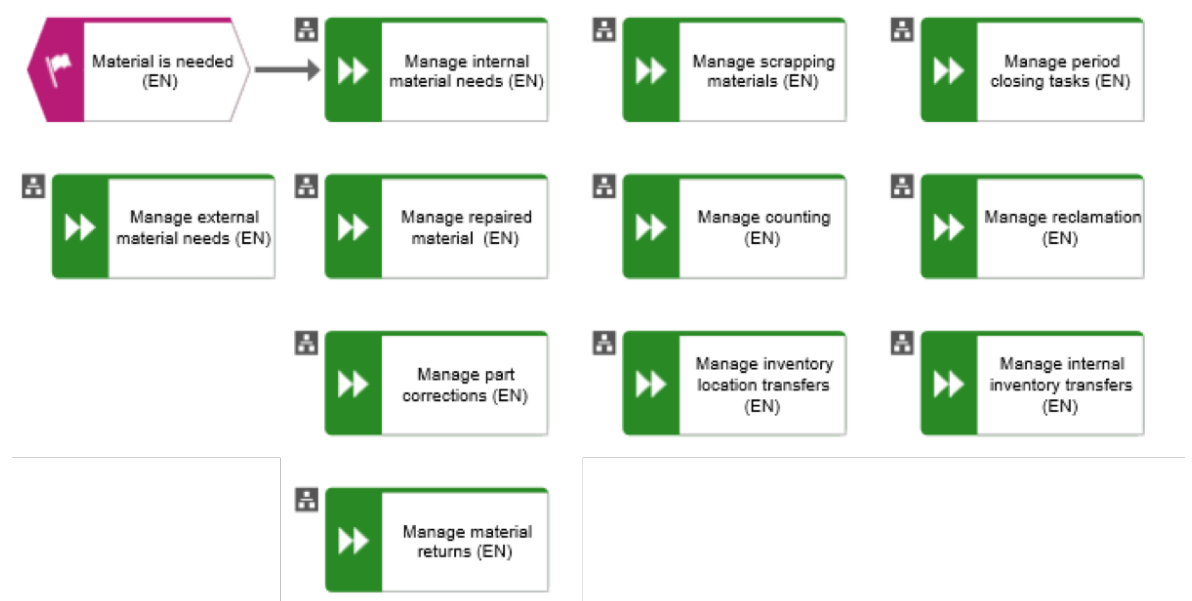 Material is needed
(EN)
Manage internal
material needs (EN)
Manage scrapping
materials (EN)
Manage period
closing tasks (EN)
Manage external
material needs (EN)
Manage repaired
material (EN)
Manage counting
(EN)
Manage reclamation
(EN)
Manage part
corrections (EN)
Manage inventory
location transfers
(EN)
Manage internal
inventory transfers
(EN)
Manage material
returns (EN)